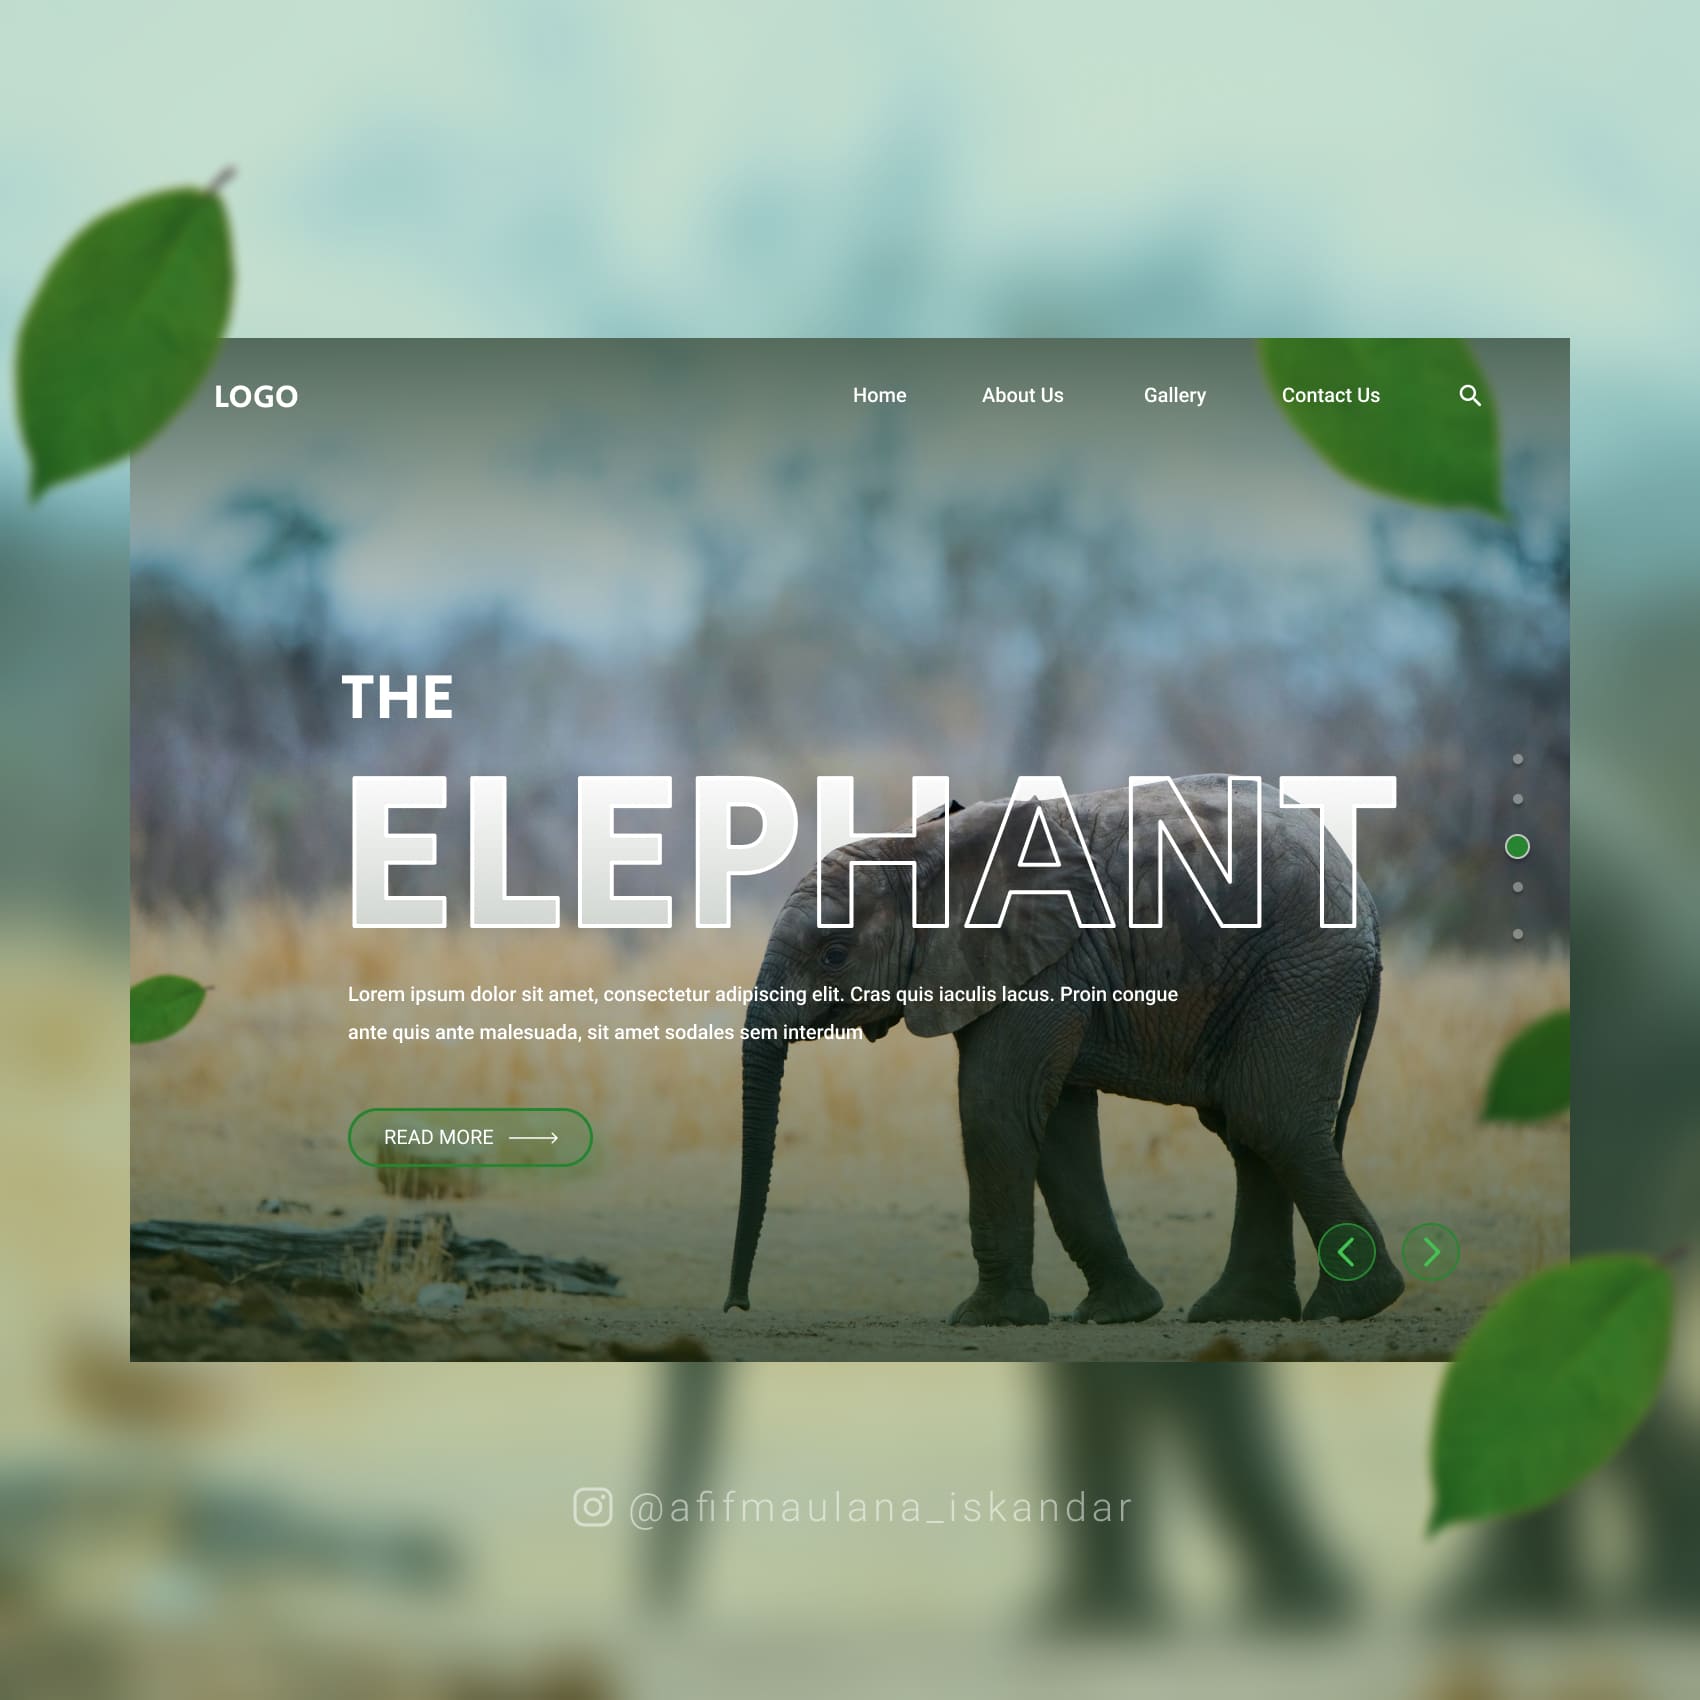 LOGO
Home
About Us
Gallery
Contact Us
THE
ELEPHANT
Lorem ipsum dolor sit amet, consectetur adipiscing elit. Cras quis iaculis lacus. Proin congue
ante quis ante malesuada, sit amet sodales sem interdum
READ MORE
@afifmaulana_iskandar